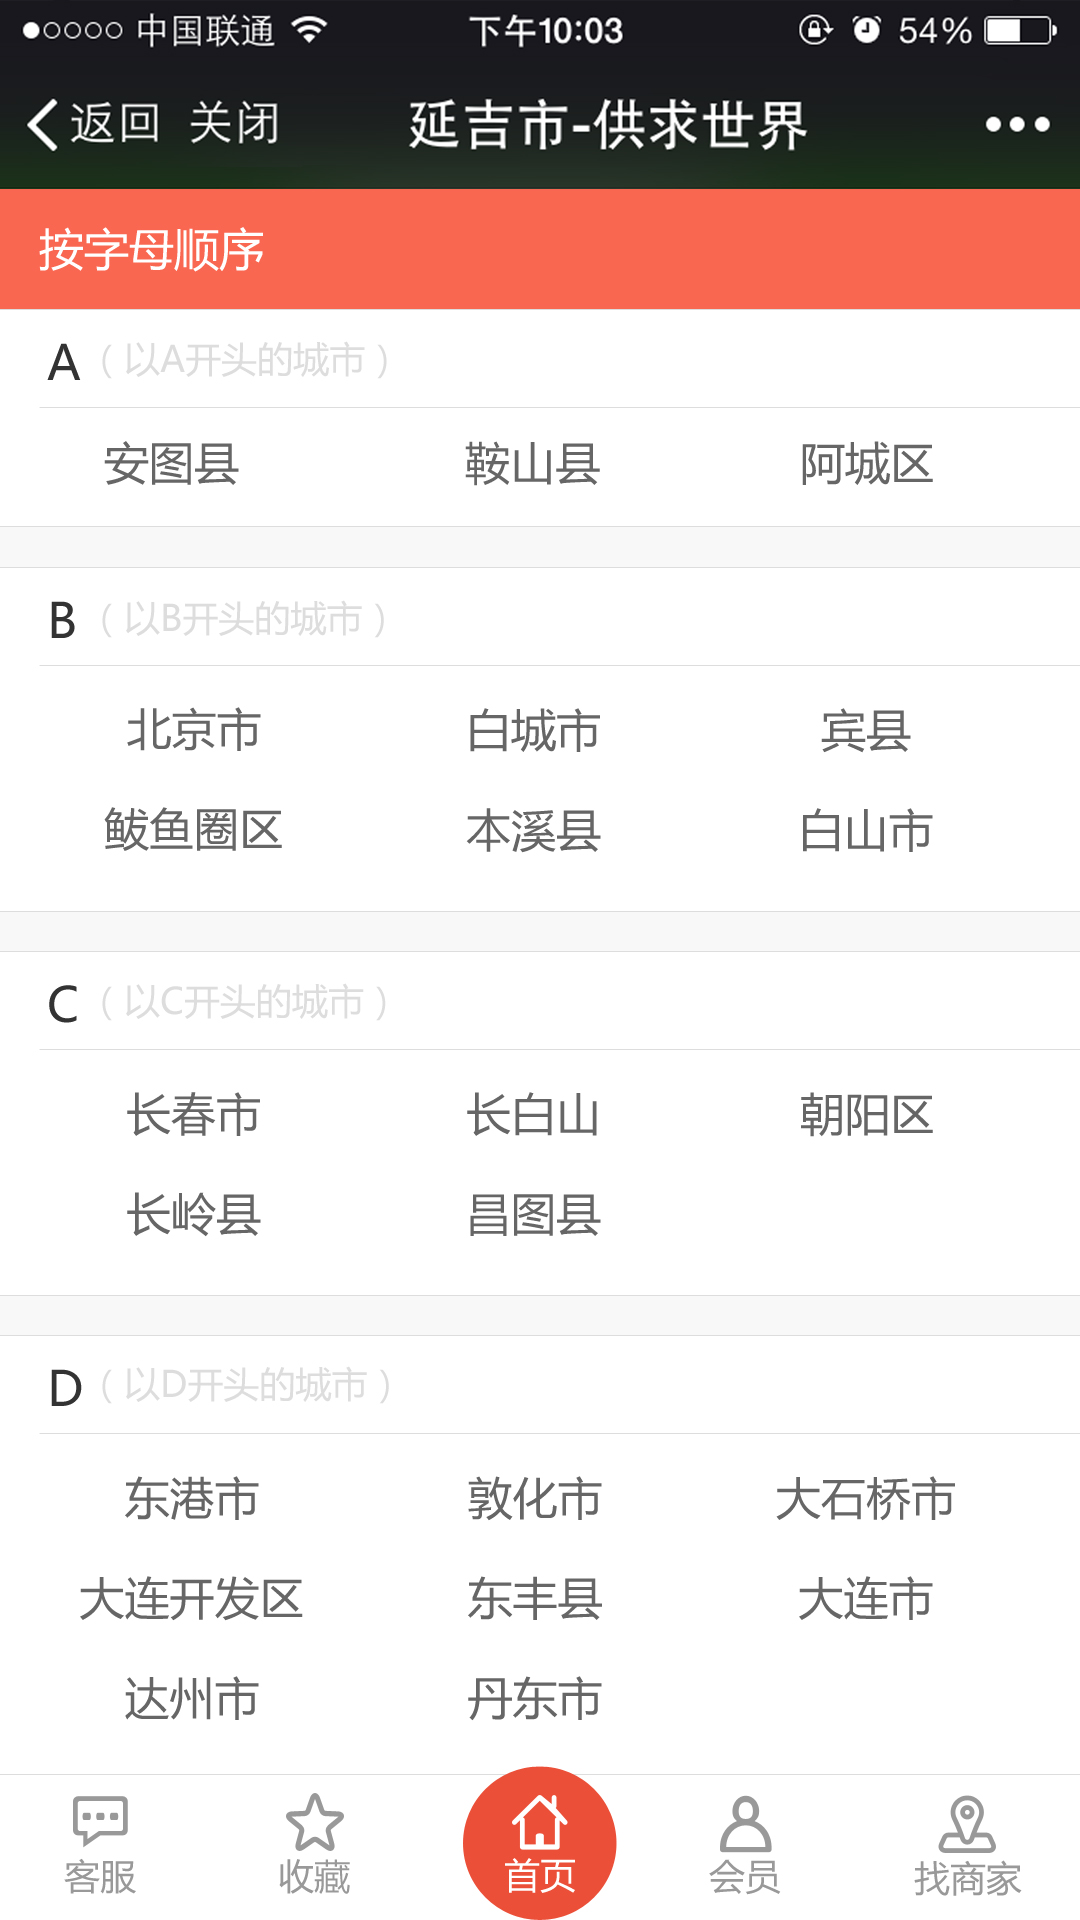 中国联通 下午10:03 54%
返回 关闭 延吉市-供求世界
按字母顺序
A（以A开头的城市）
安图县 鞍山县 阿城区
B（以B开头的城市）
北京市 白城市 宾县
鲅鱼圈区 本溪县 白山市
C（以C开头的城市）
长春市 长白山 朝阳区
长岭县 昌图县
D（以D开头的城市）
东港市 敦化市 大石桥市
大连开发区 东丰县 大连市
达州市 丹东市
客服 收藏 首页 会员 找商家